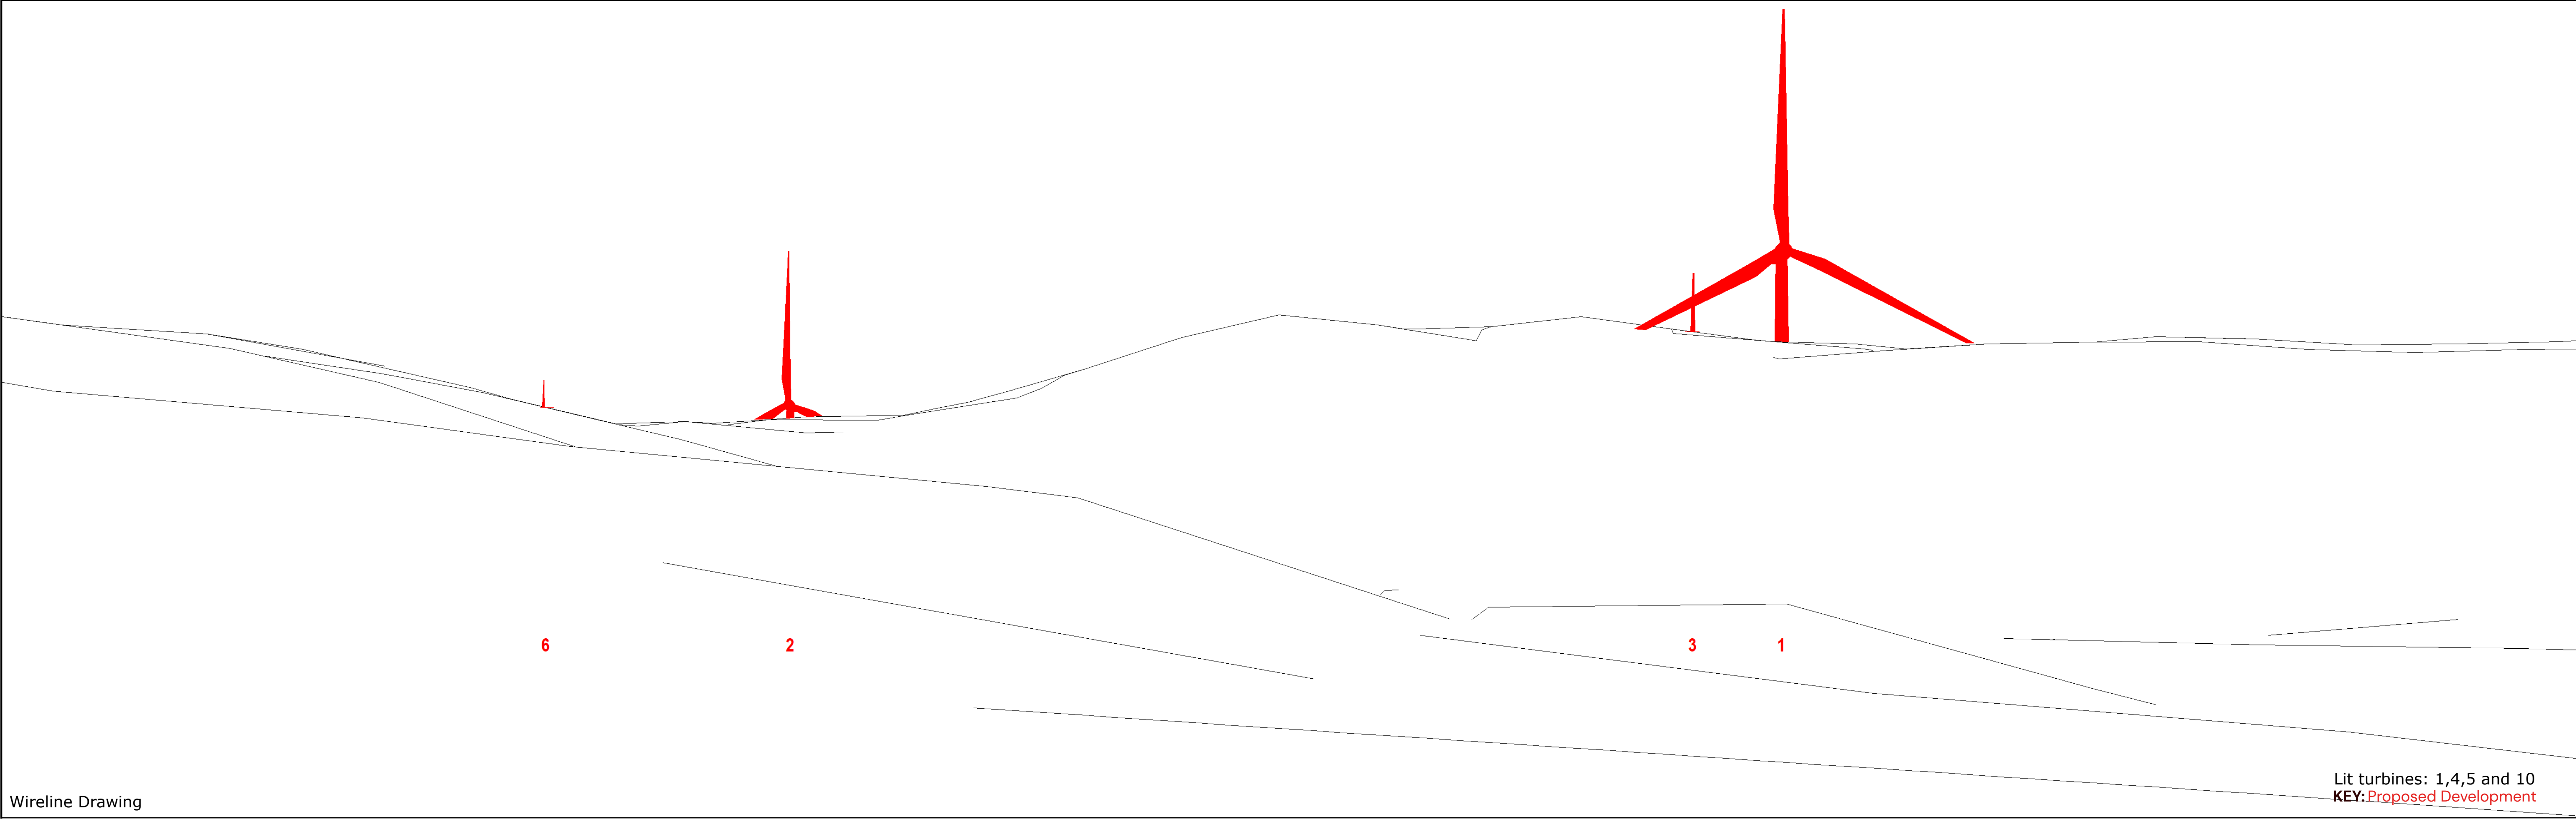 6 2 3 1
Lit turbines: 1,4,5 and 10
KEY: Proposed Development
Wireline Drawing